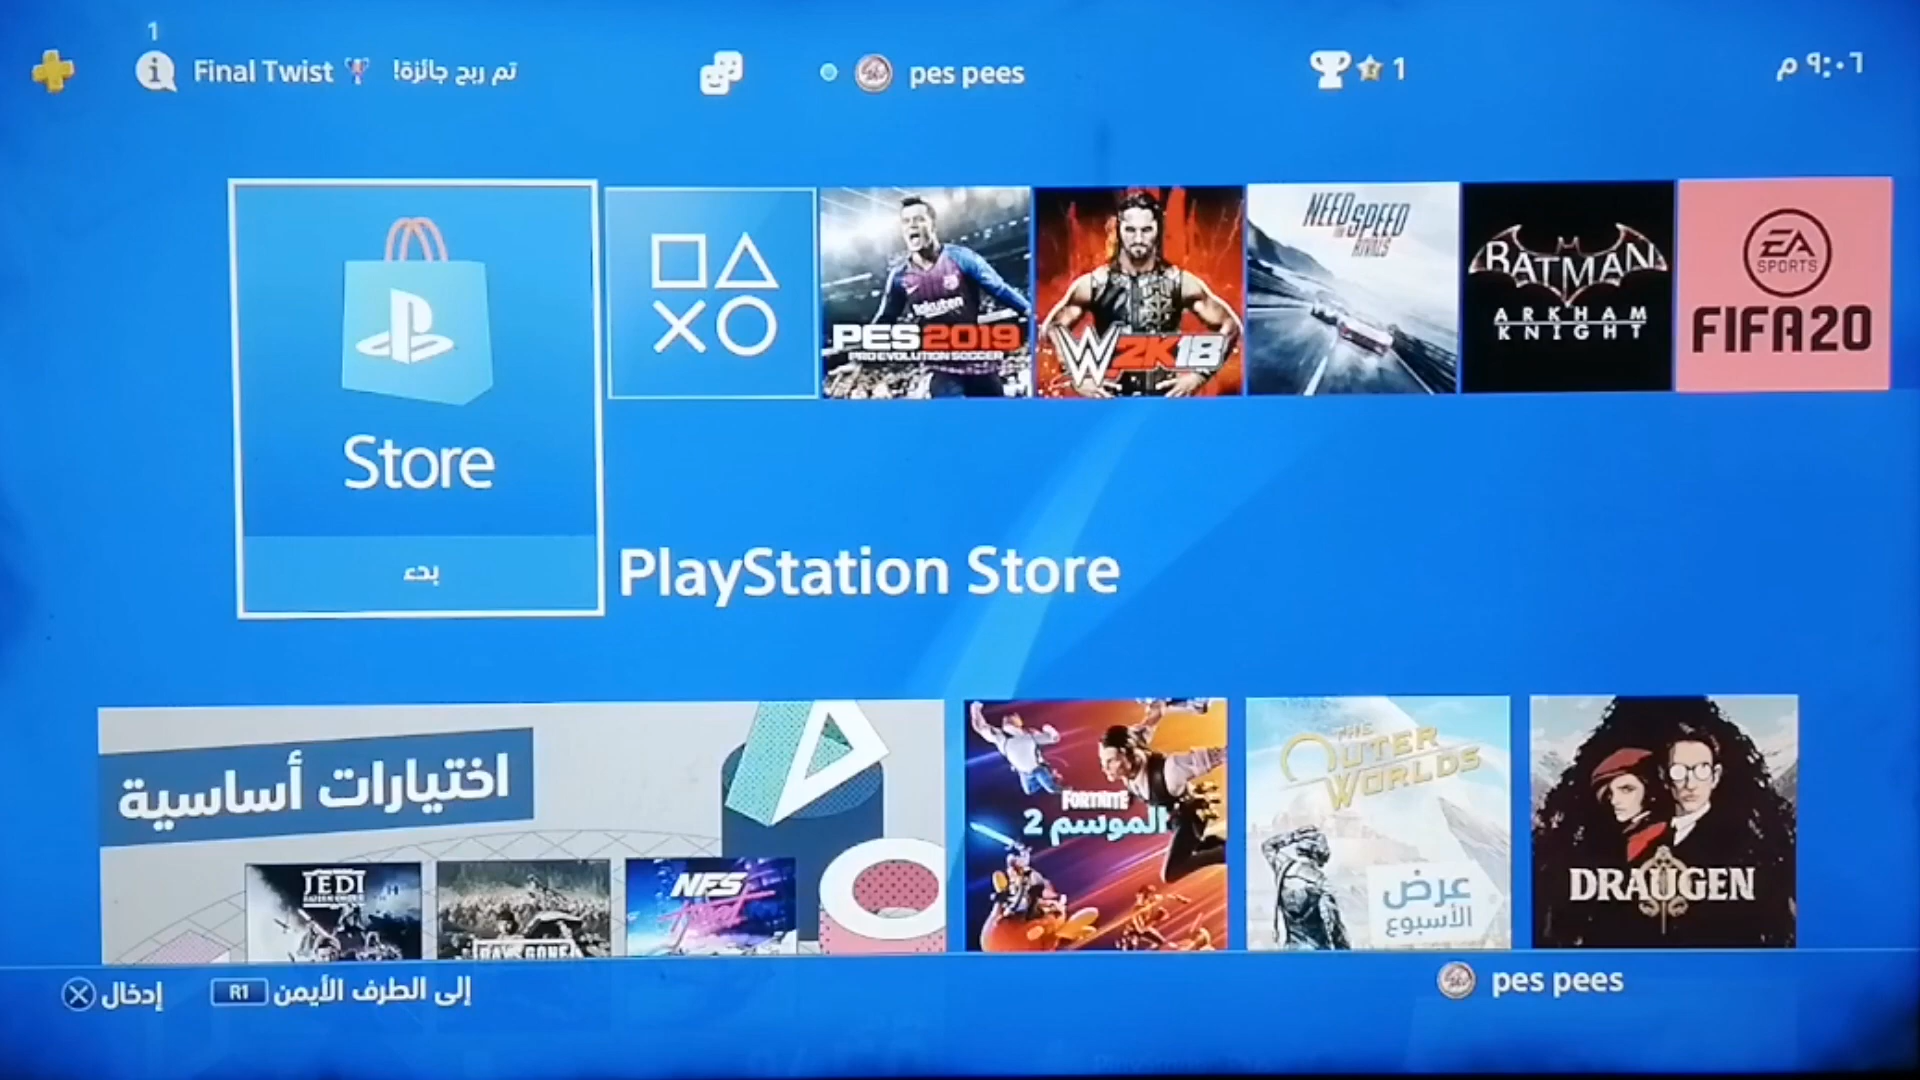 1
Final Twist تم ربح جائزة!
pes pees
1
٩:٠٦ م
Store
بدء
PES2019
PRO EVOLUTION SOCCER
W2K18
NEED FOR SPEED
RIVALS
BATMAN
ARKHAM
KNIGHT
EA
SPORTS
FIFA20
PlayStation Store
اختيارات أساسية
JEDI
DAYS GONE
NFS
Heat
FORTNITE
الموسم 2
THE
OUTER
WORLDS
عرض
الأسبوع
DRAUGEN
إدخال
R1 إلى الطرف الأيمن
pes pees